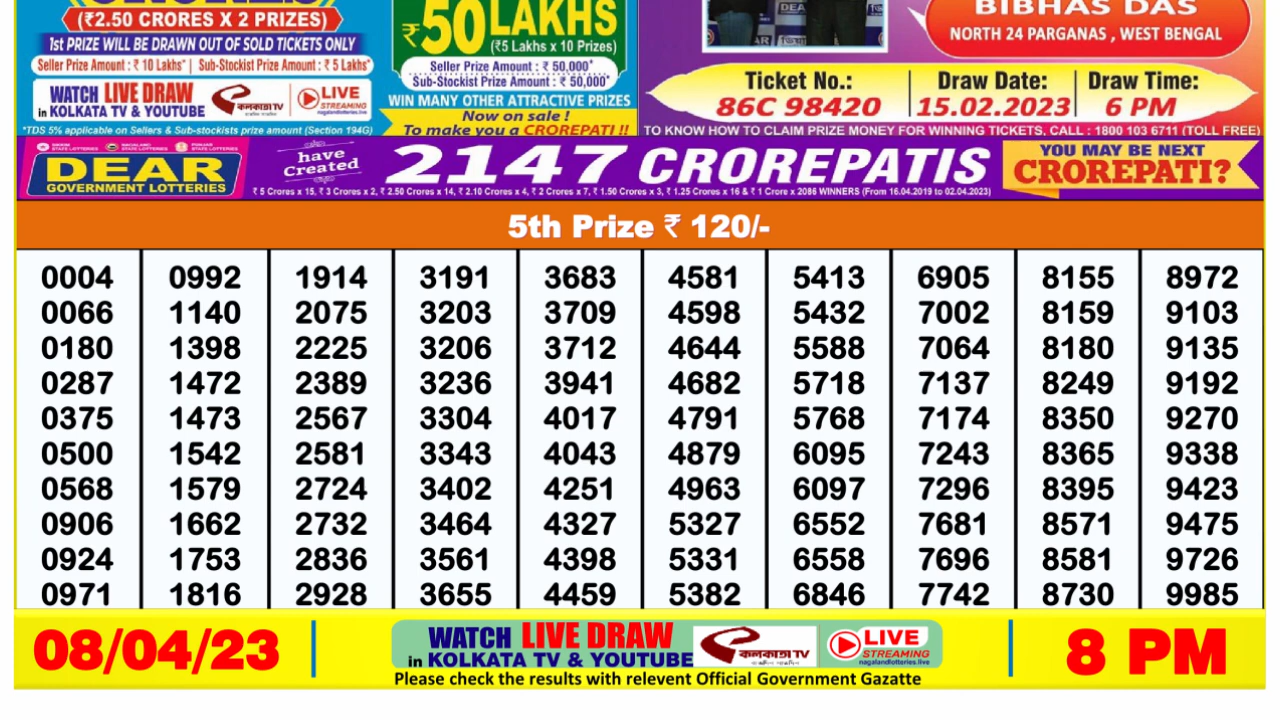 (₹2.50 CRORES X 2 PRIZES)
1st PRIZE WILL BE DRAWN OUT OF SOLD TICKETS ONLY
Seller Prize Amount : ₹ 10 Lakhs* | Sub-Stockist Prize Amount : ₹ 5 Lakhs*
WATCH LIVE DRAW
in KOLKATA TV & YOUTUBE
কলকাতা TV
LIVE
STREAMING
nagalandlotteries.live
*TDS 5% applicable on Sellers & Sub-stockists prize amount (Section 194G)
₹50 LAKHS
(₹5 Lakhs x 10 Prizes)
Seller Prize Amount : ₹ 50,000*
Sub-Stockist Prize Amount : ₹ 50,000*
WIN MANY OTHER ATTRACTIVE PRIZES
Now on sale !
To make you a CROREPATI !!
BIBHAS DAS
NORTH 24 PARGANAS , WEST BENGAL
Ticket No.: Draw Date: Draw Time:
86C 98420 15.02.2023 6 PM
TO KNOW HOW TO CLAIM PRIZE MONEY FOR WINNING TICKETS, CALL : 1800 103 6711 (TOLL FREE)
DEAR
GOVERNMENT LOTTERIES
have
Created
2147 CROREPATIS
₹ 5 Crores x 15, ₹ 3 Crores x 2, ₹ 2.50 Crores x 14, ₹ 2.10 Crores x 4, ₹ 2 Crores x 7, ₹ 1.50 Crores x 3, ₹ 1.25 Crores x 16 & ₹ 1 Crore x 2086 WINNERS (From 16.04.2019 to 02.04.2023)
YOU MAY BE NEXT
CROREPATI?
5th Prize ₹ 120/-
0004 0992 1914 3191 3683 4581 5413 6905 8155 8972
0066 1140 2075 3203 3709 4598 5432 7002 8159 9103
0180 1398 2225 3206 3712 4644 5588 7064 8180 9135
0287 1472 2389 3236 3941 4682 5718 7137 8249 9192
0375 1473 2567 3304 4017 4791 5768 7174 8350 9270
0500 1542 2581 3343 4043 4879 6095 7243 8365 9338
0568 1579 2724 3402 4251 4963 6097 7296 8395 9423
0906 1662 2732 3464 4327 5327 6552 7681 8571 9475
0924 1753 2836 3561 4398 5331 6558 7696 8581 9726
0971 1816 2928 3655 4459 5382 6846 7742 8730 9985
08/04/23
WATCH LIVE DRAW
in KOLKATA TV & YOUTUBE
কলকাতা TV
LIVE
STREAMING
nagalandlotteries.live
Please check the results with relevent Official Government Gazatte
8 PM